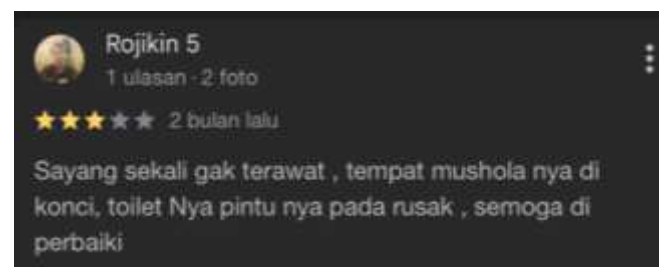 Rojikin 5
1 ulasan · 2 foto
2 bulan lalu
Sayang sekali gak terawat , tempat mushola nya di
konci, toilet Nya pintu nya pada rusak , semoga di
perbaiki